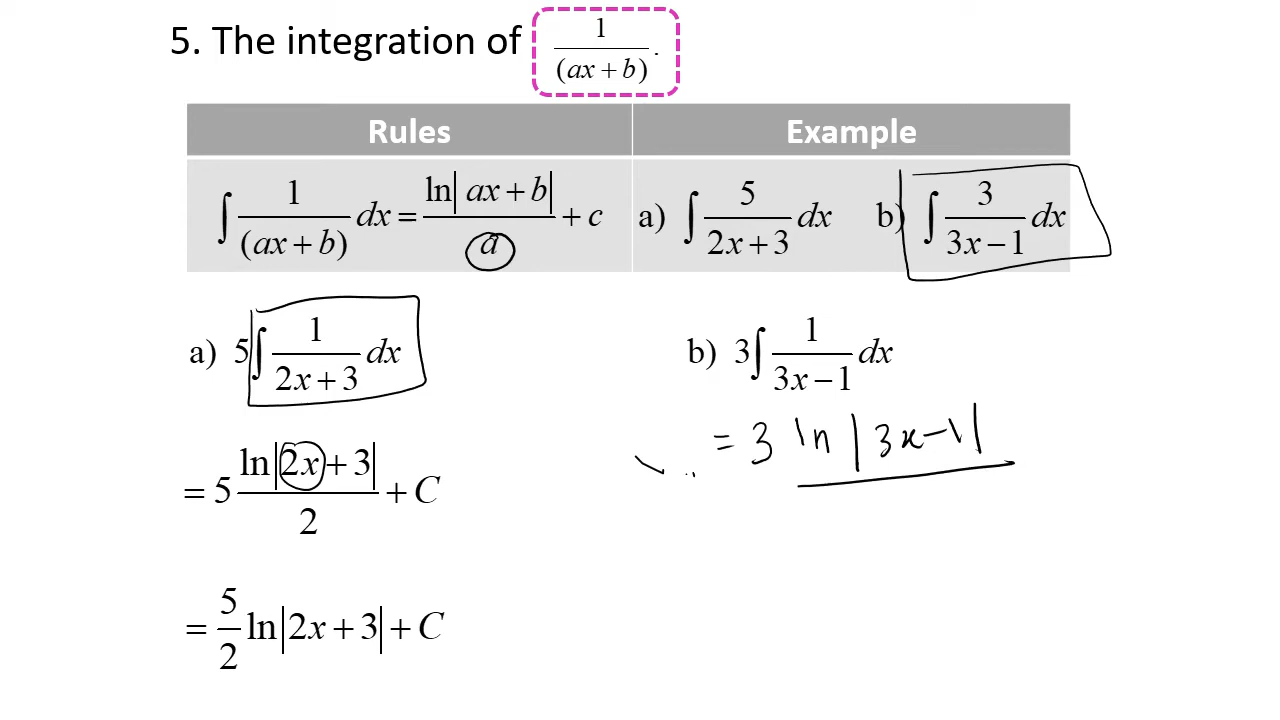 5. The integration of 1/(ax + b).
Rules Example
∫ 1/(ax + b) dx = ln|ax + b|/a + c a) ∫ 5/(2x + 3) dx b) ∫ 3/(3x − 1) dx
a) 5∫ 1/(2x + 3) dx b) 3∫ 1/(3x − 1) dx
= 3 ln|3x − 1|
= 5 ln|2x + 3|/2 + C
= 5/2 ln|2x + 3| + C